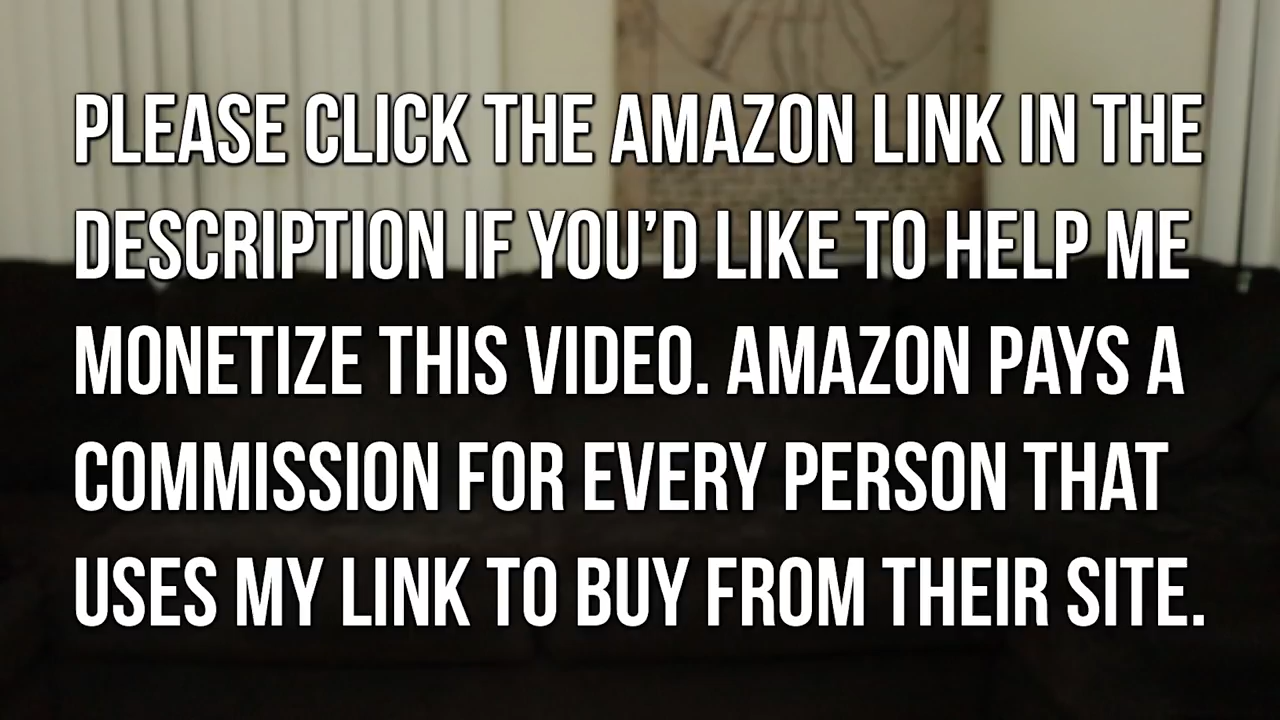 PLEASE CLICK THE AMAZON LINK IN THE
DESCRIPTION IF YOU’D LIKE TO HELP ME
MONETIZE THIS VIDEO. AMAZON PAYS A
COMMISSION FOR EVERY PERSON THAT
USES MY LINK TO BUY FROM THEIR SITE.